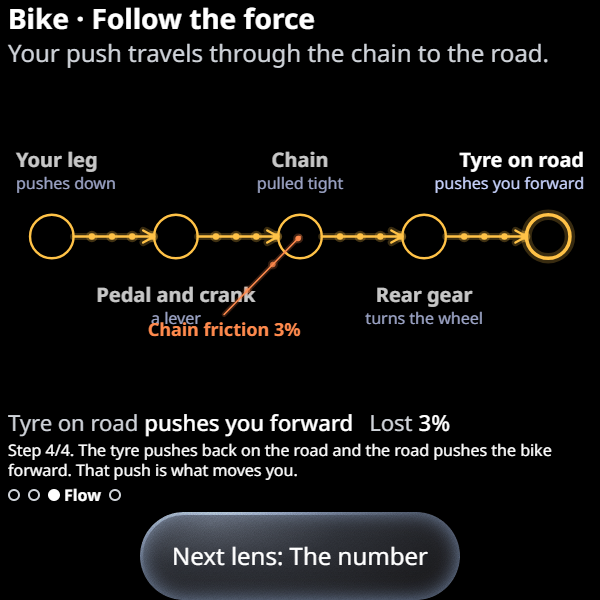 Bike · Follow the force
Your push travels through the chain to the road.
Your leg
pushes down
Chain
pulled tight
Tyre on road
pushes you forward
Pedal and crank
a lever
Chain friction 3%
Rear gear
turns the wheel
Tyre on road pushes you forward Lost 3%
Step 4/4. The tyre pushes back on the road and the road pushes the bike
forward. That push is what moves you.
Flow
Next lens: The number